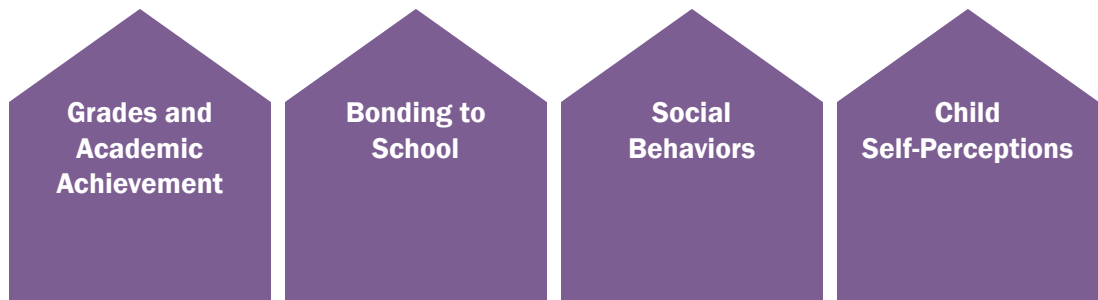 Grades and
Academic
Achievement
Bonding to
School
Social
Behaviors
Child
Self-Perceptions